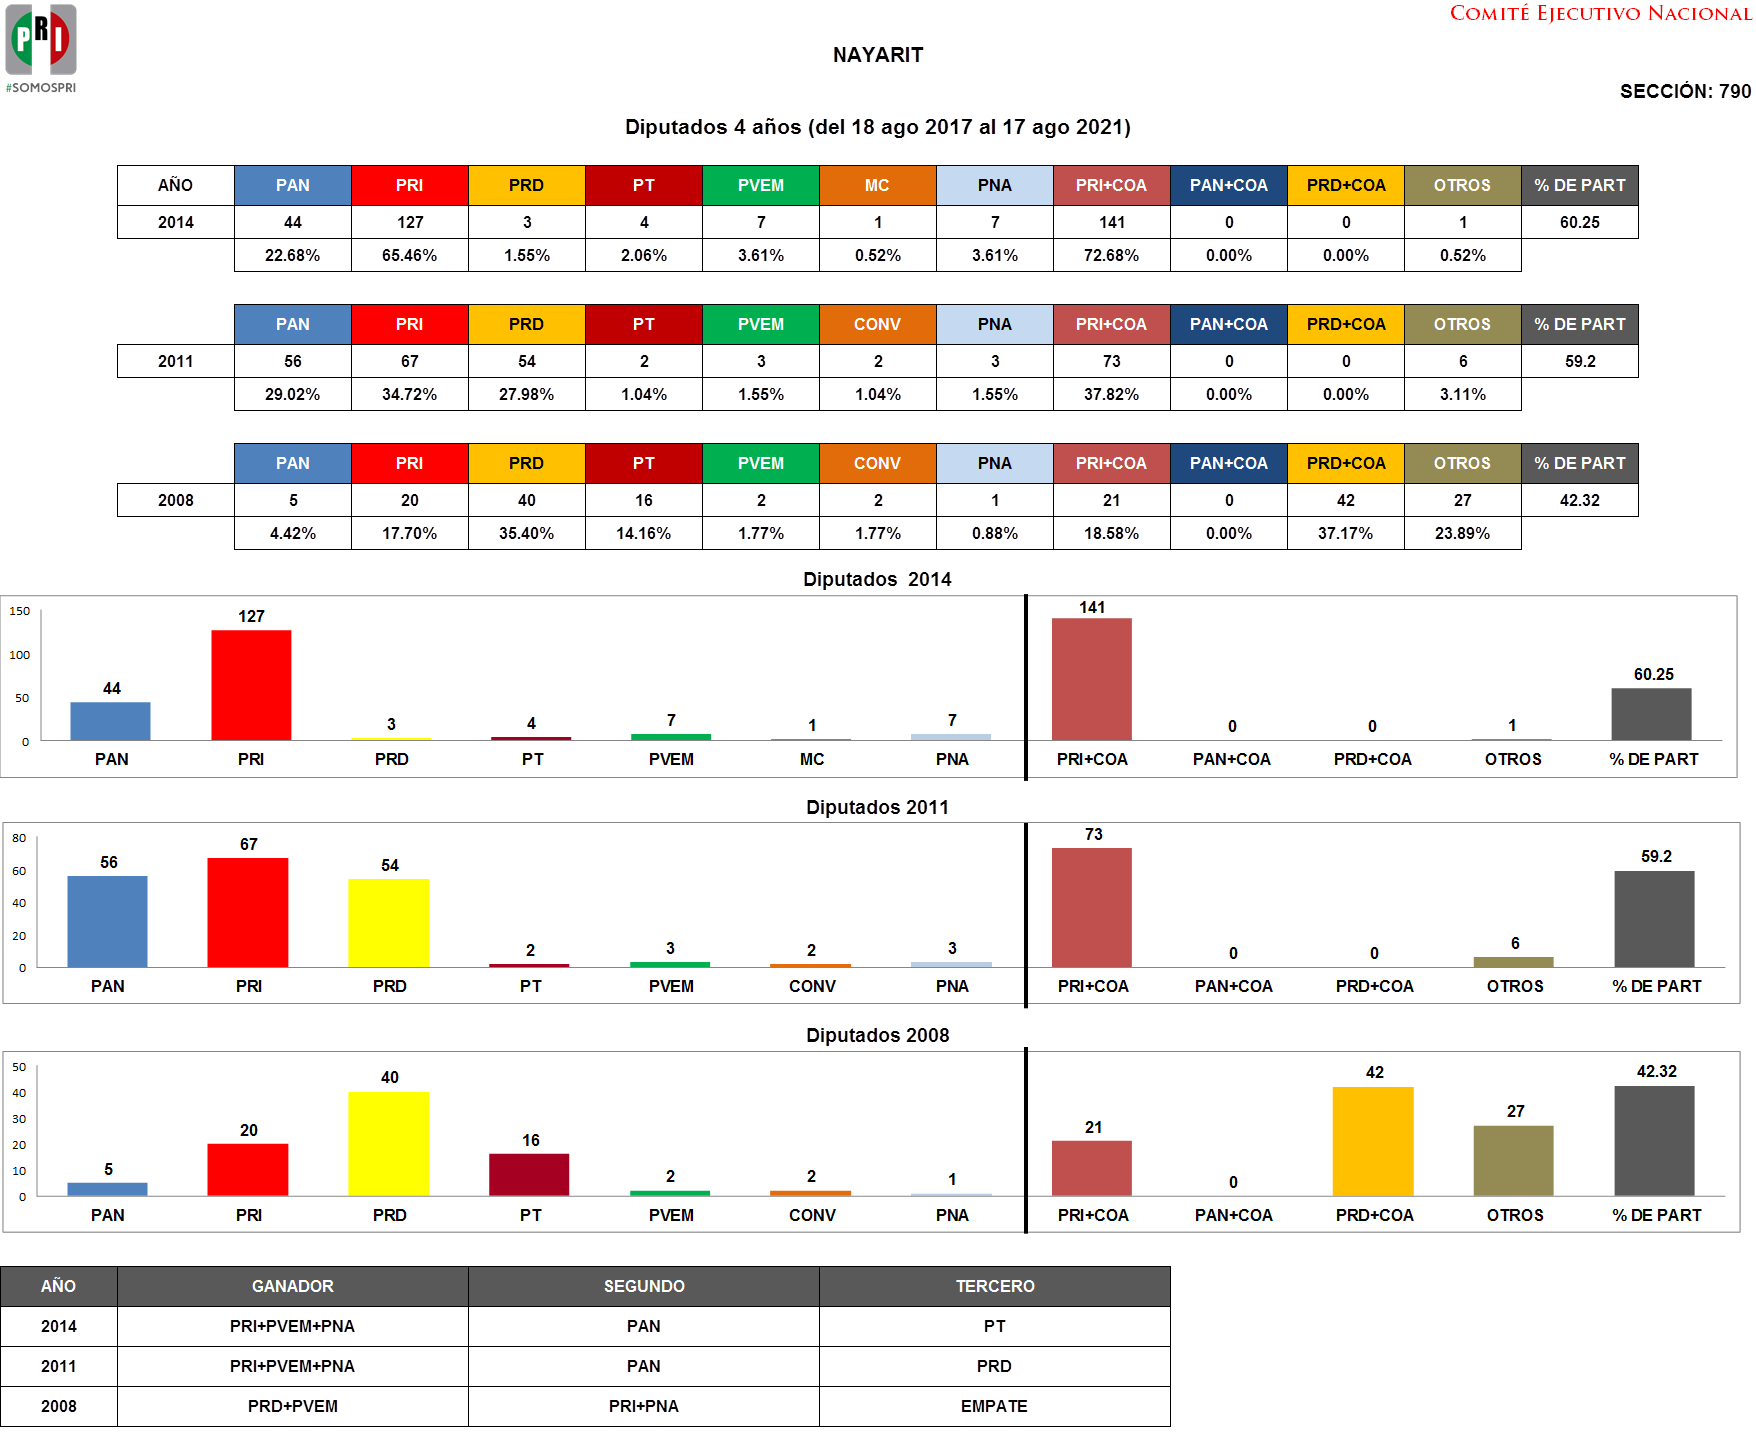 PRI
#SOMOSPRI
COMITÉ EJECUTIVO NACIONAL
NAYARIT
SECCIÓN: 790
Diputados 4 años (del 18 ago 2017 al 17 ago 2021)
AÑO PAN PRI PRD PT PVEM MC PNA PRI+COA PAN+COA PRD+COA OTROS % DE PART
2014 44 127 3 4 7 1 7 141 0 0 1 60.25
22.68% 65.46% 1.55% 2.06% 3.61% 0.52% 3.61% 72.68% 0.00% 0.00% 0.52%
PAN PRI PRD PT PVEM CONV PNA PRI+COA PAN+COA PRD+COA OTROS % DE PART
2011 56 67 54 2 3 2 3 73 0 0 6 59.2
29.02% 34.72% 27.98% 1.04% 1.55% 1.04% 1.55% 37.82% 0.00% 0.00% 3.11%
PAN PRI PRD PT PVEM CONV PNA PRI+COA PAN+COA PRD+COA OTROS % DE PART
2008 5 20 40 16 2 2 1 21 0 42 27 42.32
4.42% 17.70% 35.40% 14.16% 1.77% 1.77% 0.88% 18.58% 0.00% 37.17% 23.89%
Diputados 2014
150
100
50
0
127 141
44 3 4 7 1 7 0 0 1 60.25
PAN PRI PRD PT PVEM MC PNA PRI+COA PAN+COA PRD+COA OTROS % DE PART
Diputados 2011
80
60
40
20
0
56 67 54 2 3 2 3 73 0 0 6 59.2
PAN PRI PRD PT PVEM CONV PNA PRI+COA PAN+COA PRD+COA OTROS % DE PART
Diputados 2008
50
40
30
20
10
0
5 20 40 16 2 2 1 21 0 42 27 42.32
PAN PRI PRD PT PVEM CONV PNA PRI+COA PAN+COA PRD+COA OTROS % DE PART
AÑO GANADOR SEGUNDO TERCERO
2014 PRI+PVEM+PNA PAN PT
2011 PRI+PVEM+PNA PAN PRD
2008 PRD+PVEM PRI+PNA EMPATE